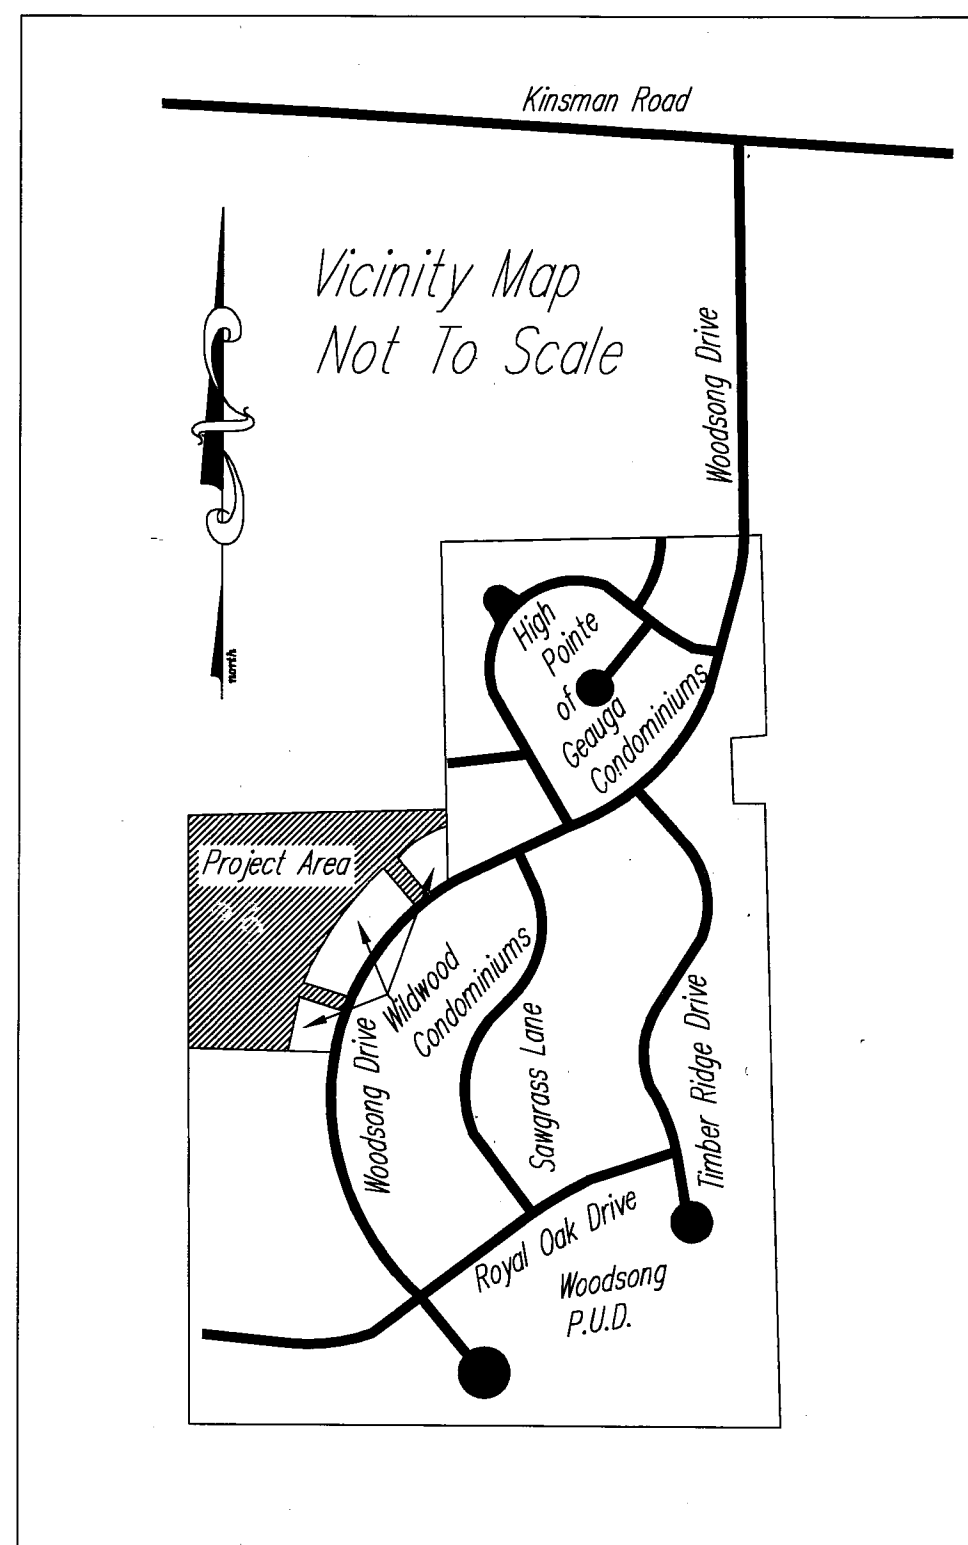 Kinsman Road
Vicinity Map
Not To Scale
Woodsong Drive
north
High
Pointe
of
Geauga
Condominiums
Project Area
Wildwood
Condominiums
Woodsong Drive
Sawgrass Lane
Timber Ridge Drive
Royal Oak Drive
Woodsong
P.U.D.